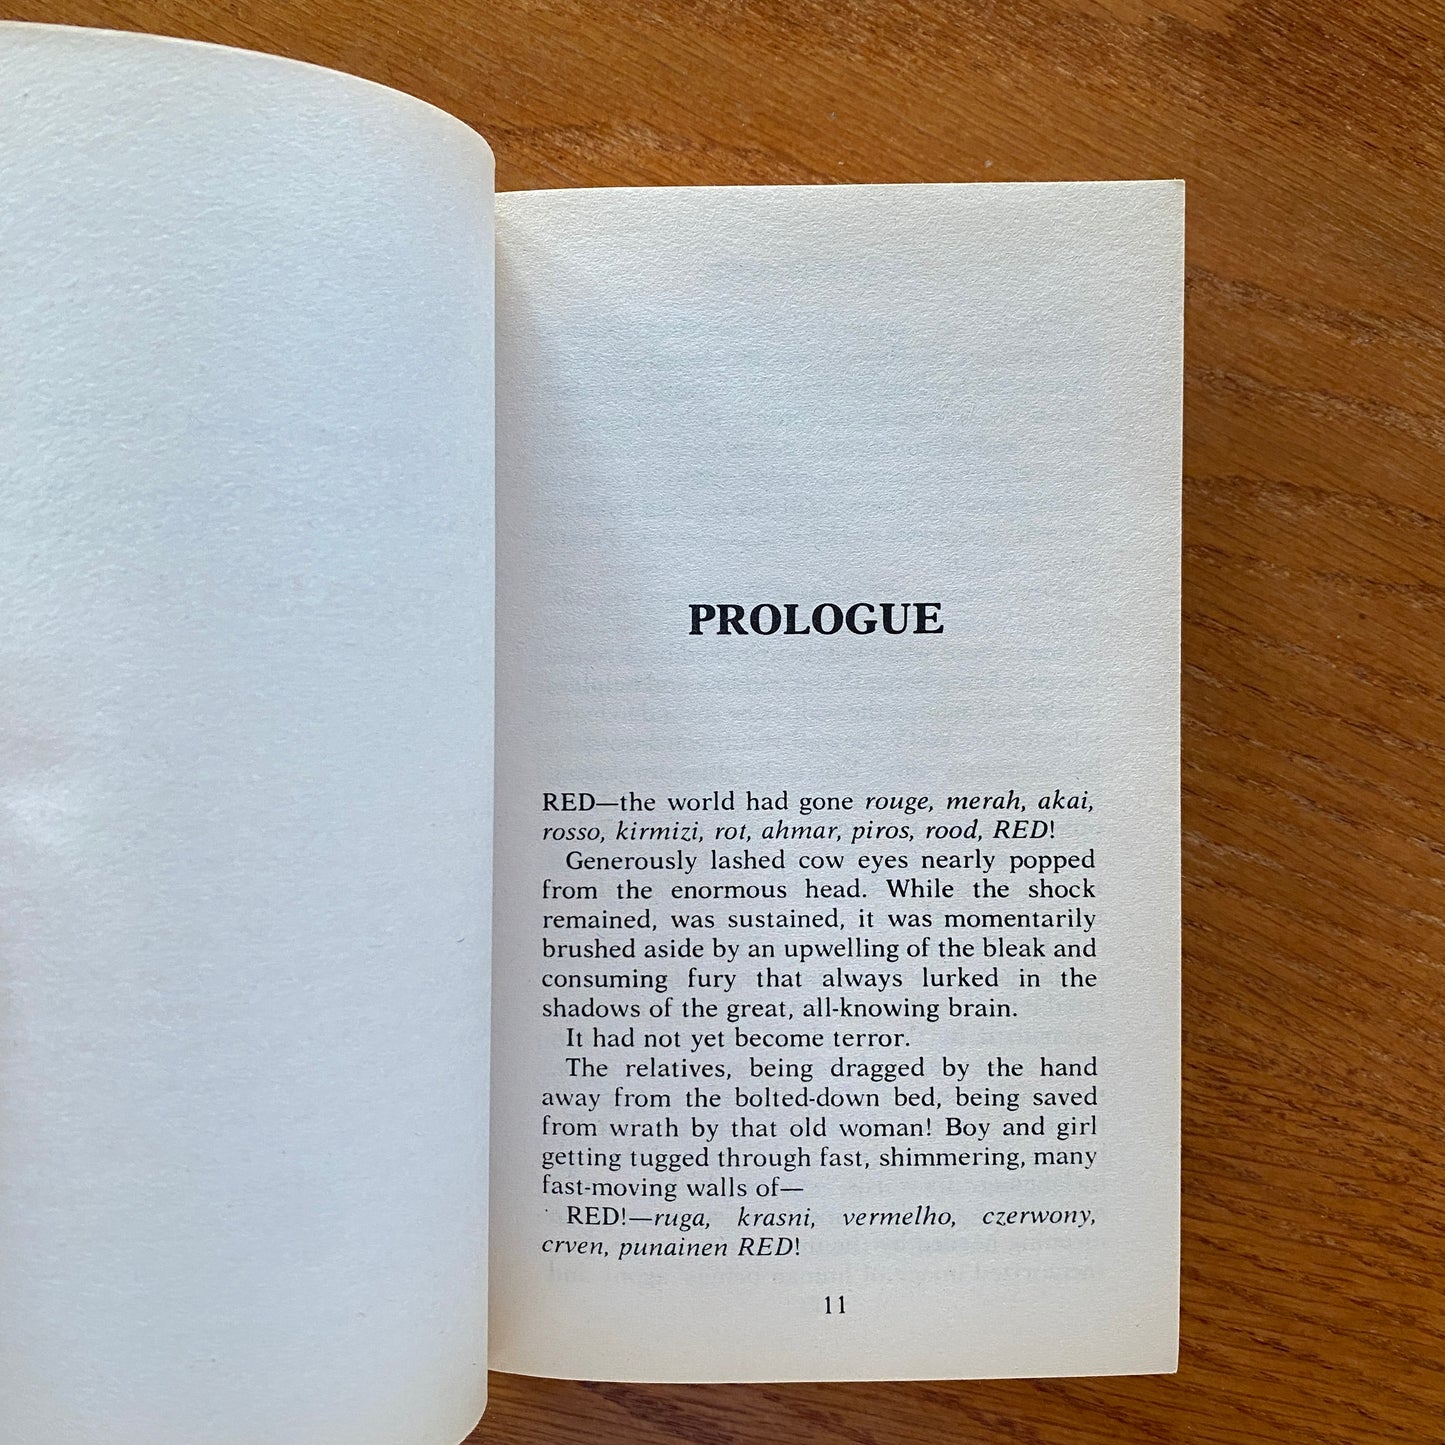 PROLOGUE
RED—the world had gone rouge, merah, akai,
rosso, kirmizi, rot, ahmar, piros, rood, RED!
Generously lashed cow eyes nearly popped
from the enormous head. While the shock
remained, was sustained, it was momentarily
brushed aside by an upwelling of the bleak and
consuming fury that always lurked in the
shadows of the great, all-knowing brain.
It had not yet become terror.
The relatives, being dragged by the hand
away from the bolted-down bed, being saved
from wrath by that old woman! Boy and girl
getting tugged through fast, shimmering, many
fast-moving walls of—
RED!—ruga, krasni, vermelho, czerwony,
crven, punainen RED!
11